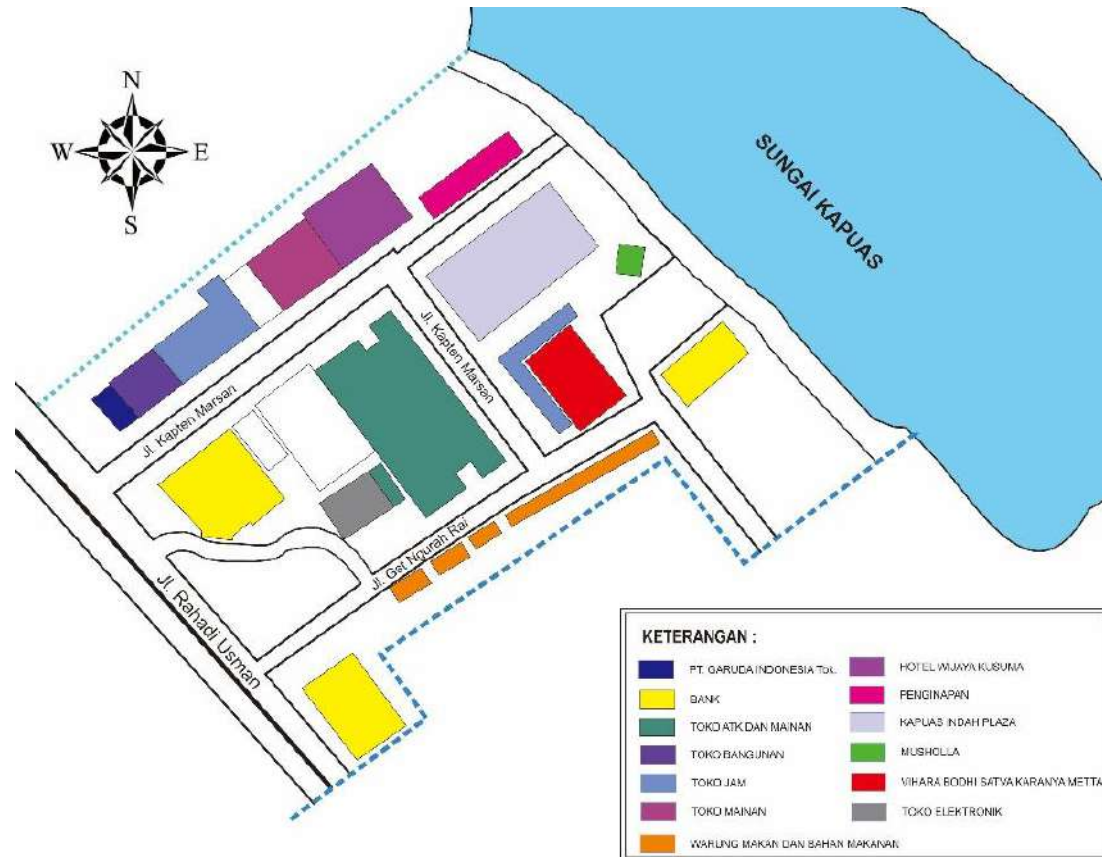 N
W
E
S
SUNGAI KAPUAS
Jl. Kapten Marsan
Jl. Kapten Marsan
Jl. Gst Ngurah Rai
Jl. Rahadi Usman
KETERANGAN :
PT. GARUDA INDONESIA Tbk.
BANK
TOKO ATK DAN MAINAN
TOKO BANGUNAN
TOKO JAM
TOKO MAINAN
WARUNG MAKAN DAN BAHAN MAKANAN
HOTEL WIJAYA KUSUMA
PENGINAPAN
KAPUAS INDAH PLAZA
MUSHOLLA
VIHARA BODHI SATVA KARANYA METTA
TOKO ELEKTRONIK